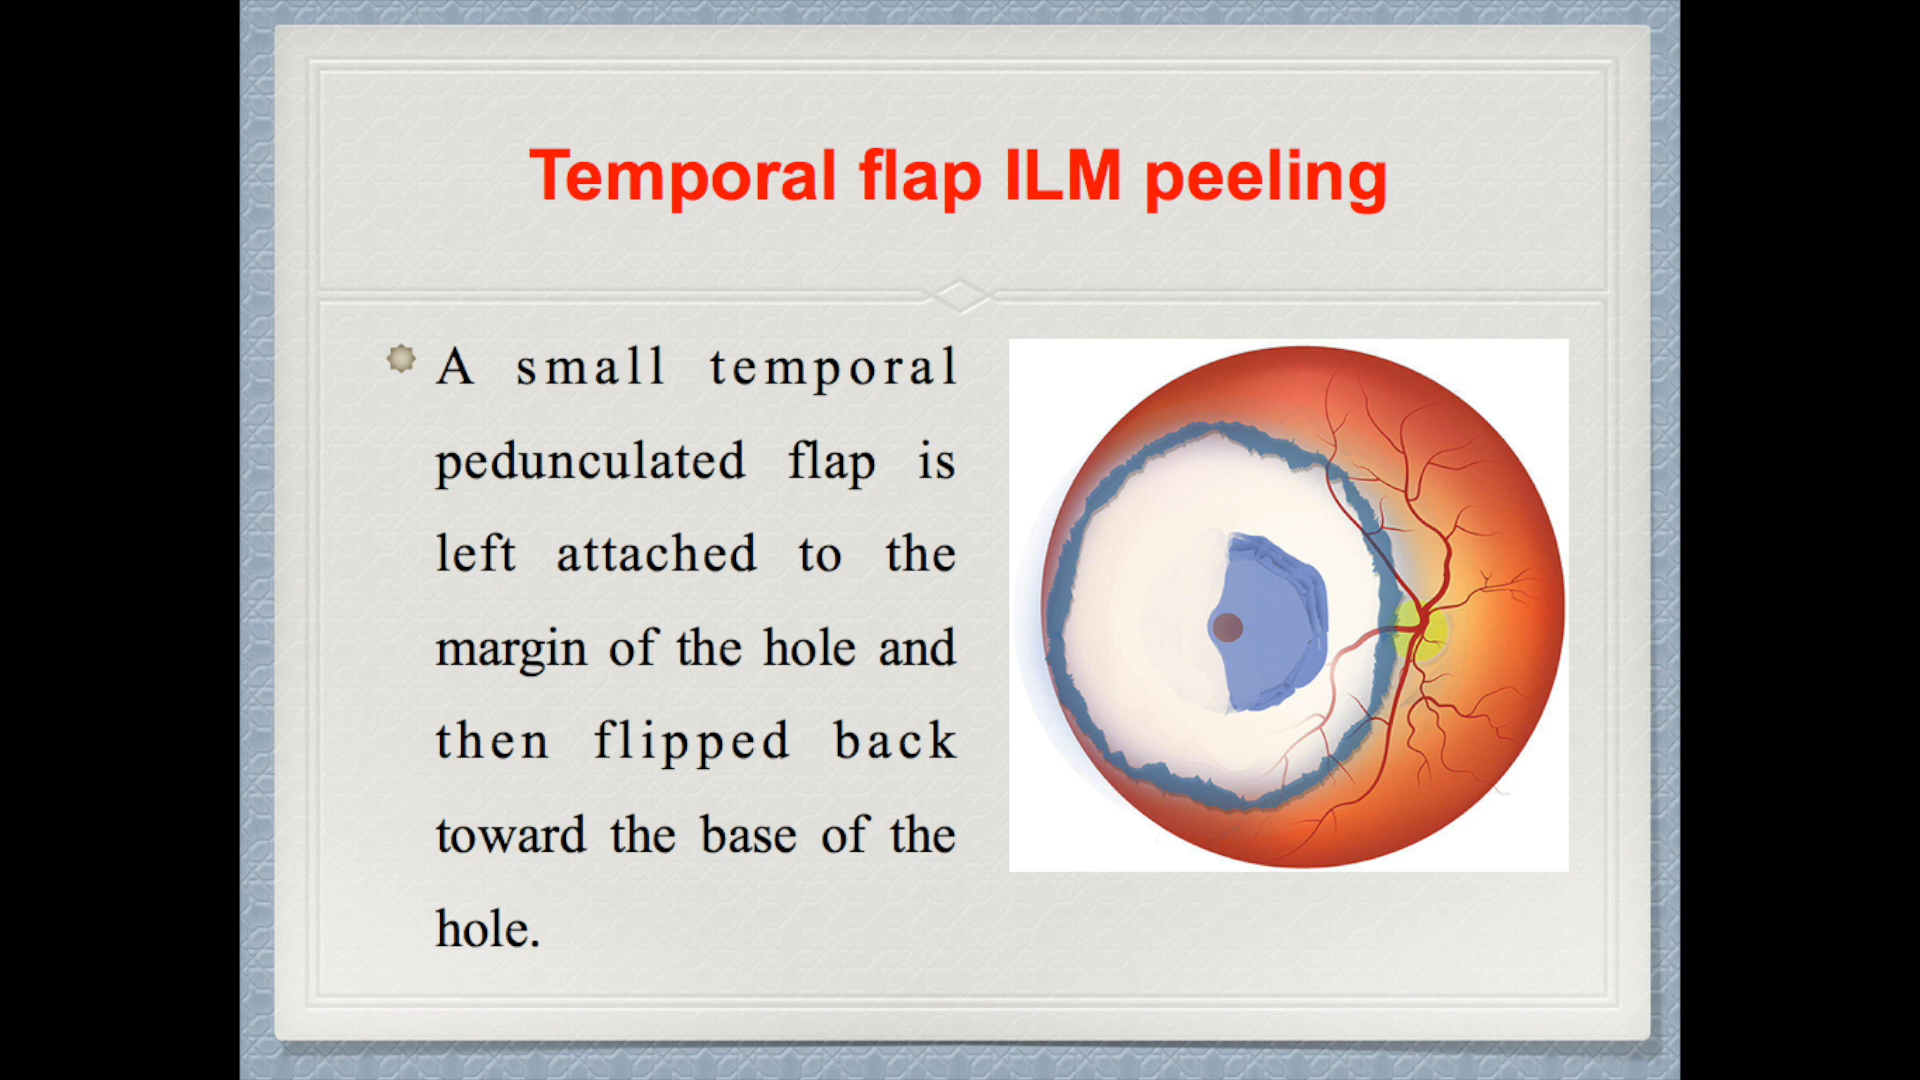 Temporal flap ILM peeling
A small temporal
pedunculated flap is
left attached to the
margin of the hole and
then flipped back
toward the base of the
hole.